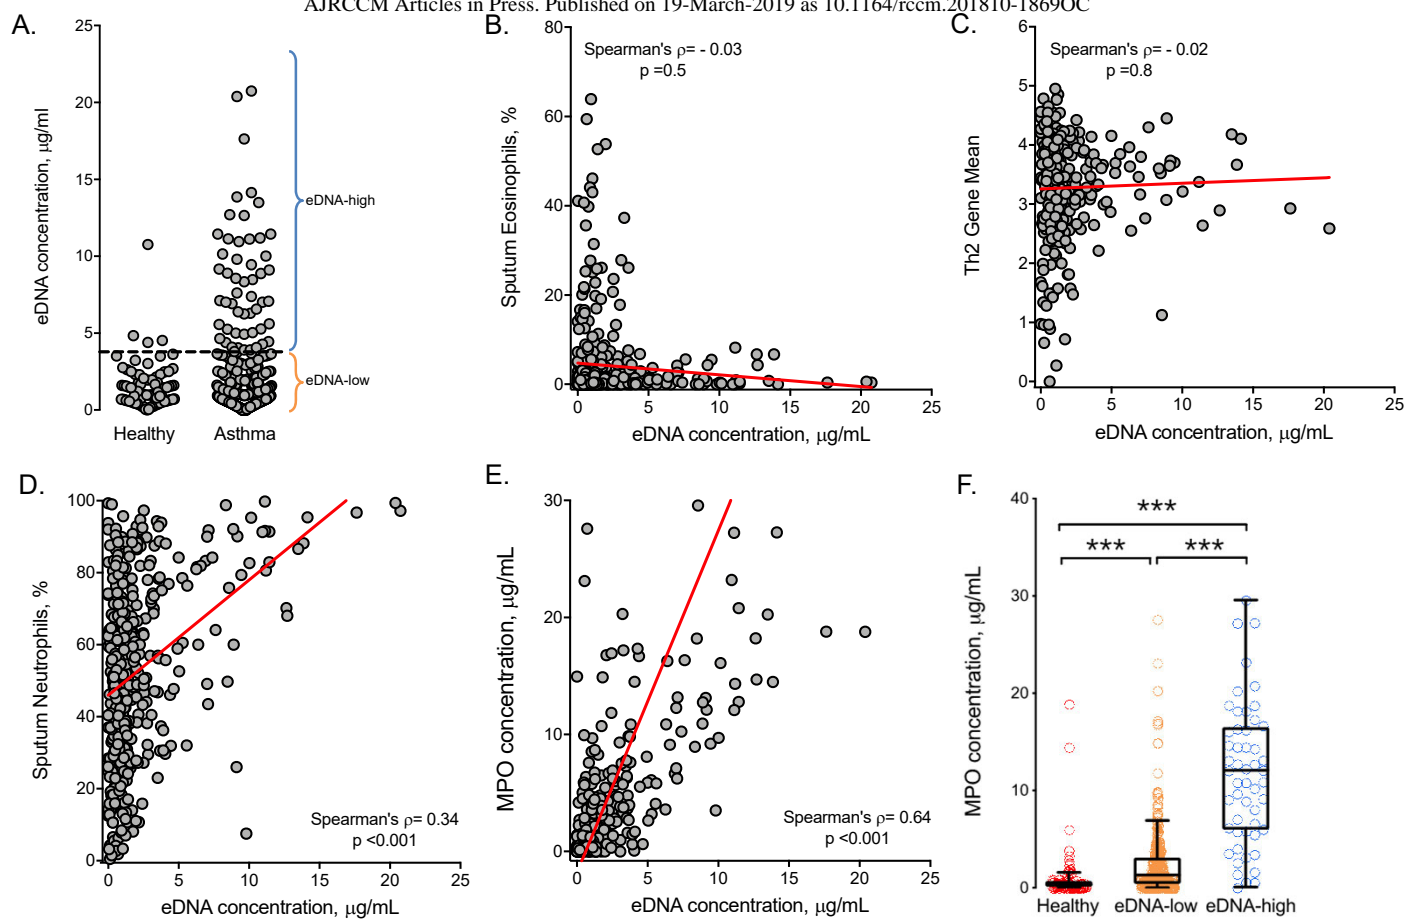 AJRCCM Articles in Press. Published on 19-March-2019 as 10.1164/rccm.201810-1869OC
A.
eDNA concentration, µg/ml
25
20
15
10
5
0
eDNA-high
eDNA-low
Healthy Asthma
B.
Sputum Eosinophils, %
80
60
40
20
0
Spearman's ρ= - 0.03
p =0.5
0 5 10 15 20 25
eDNA concentration, µg/mL
C.
Th2 Gene Mean
6
5
4
3
2
1
0
Spearman's ρ= - 0.02
p =0.8
0 5 10 15 20 25
eDNA concentration, µg/mL
D.
Sputum Neutrophils, %
100
80
60
40
20
0
Spearman's ρ= 0.34
p <0.001
0 5 10 15 20 25
eDNA concentration, µg/mL
E.
MPO concentration, µg/mL
30
20
10
0
Spearman's ρ= 0.64
p <0.001
0 5 10 15 20 25
eDNA concentration, µg/mL
F.
MPO concentration, µg/mL
40
30
20
10
0
***
*** ***
Healthy eDNA-low eDNA-high